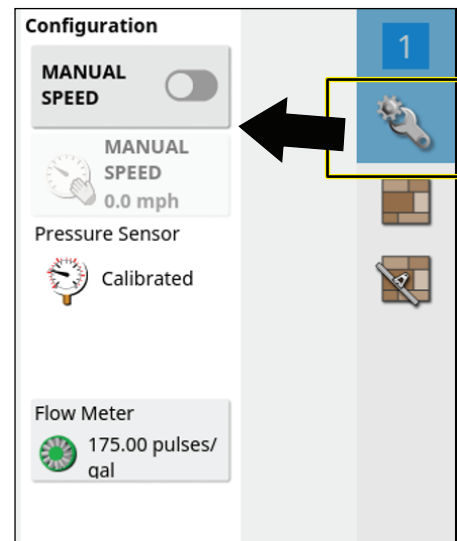 Configuration
1
MANUAL
SPEED
MANUAL
SPEED
0.0 mph
Pressure Sensor
Calibrated
Flow Meter
175.00 pulses/
gal